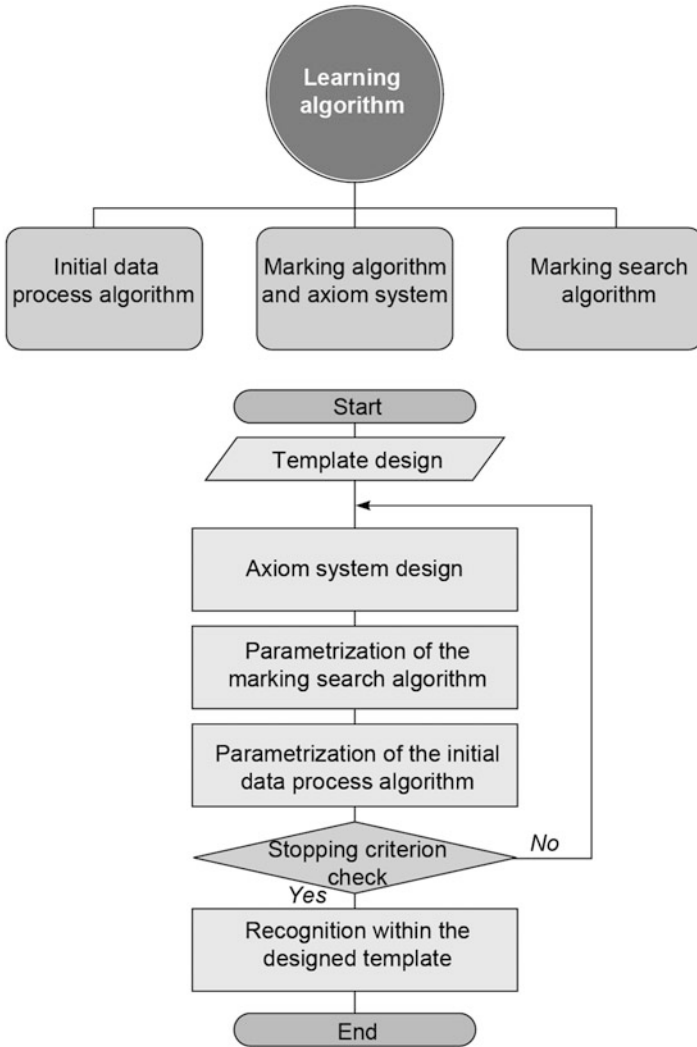 Learning
algorithm
Initial data
process algorithm
Marking algorithm
and axiom system
Marking search
algorithm
Start
Template design
Axiom system design
Parametrization of the
marking search algorithm
Parametrization of the initial
data process algorithm
Stopping criterion
check
No
Yes
Recognition within the
designed template
End